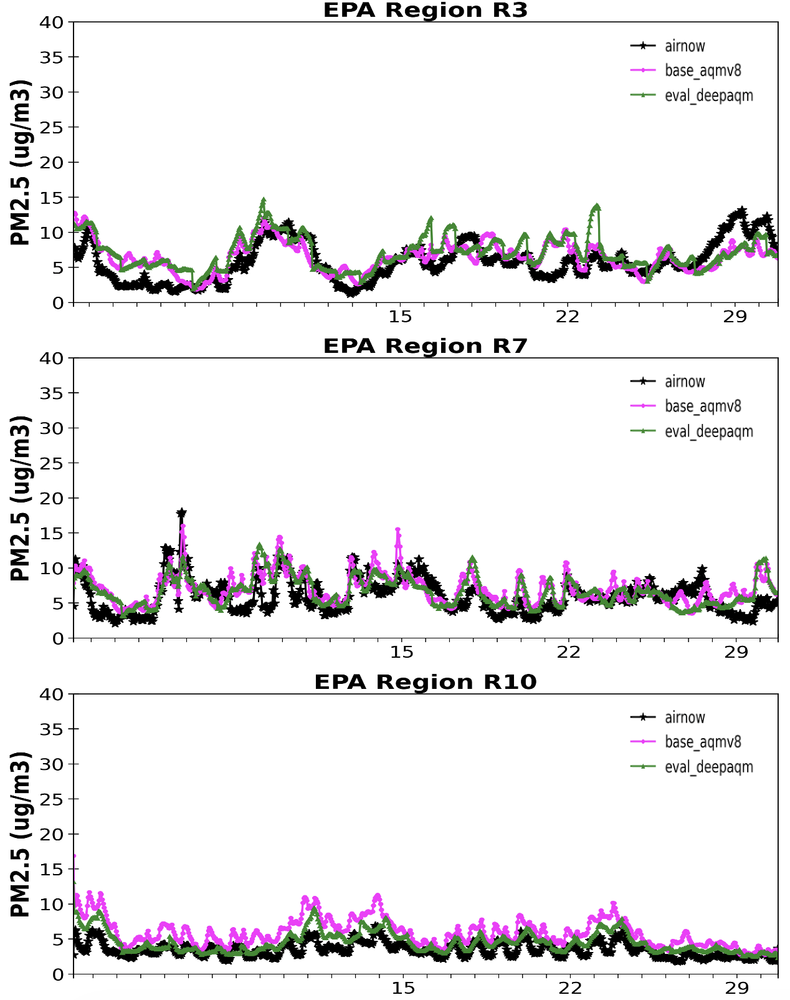 EPA Region R3
PM2.5 (ug/m3)
40
35
30
25
20
15
10
5
0
airnow
base_aqmv8
eval_deepaqm
15 22 29
EPA Region R7
PM2.5 (ug/m3)
40
35
30
25
20
15
10
5
0
airnow
base_aqmv8
eval_deepaqm
15 22 29
EPA Region R10
PM2.5 (ug/m3)
40
35
30
25
20
15
10
5
0
airnow
base_aqmv8
eval_deepaqm
15 22 29